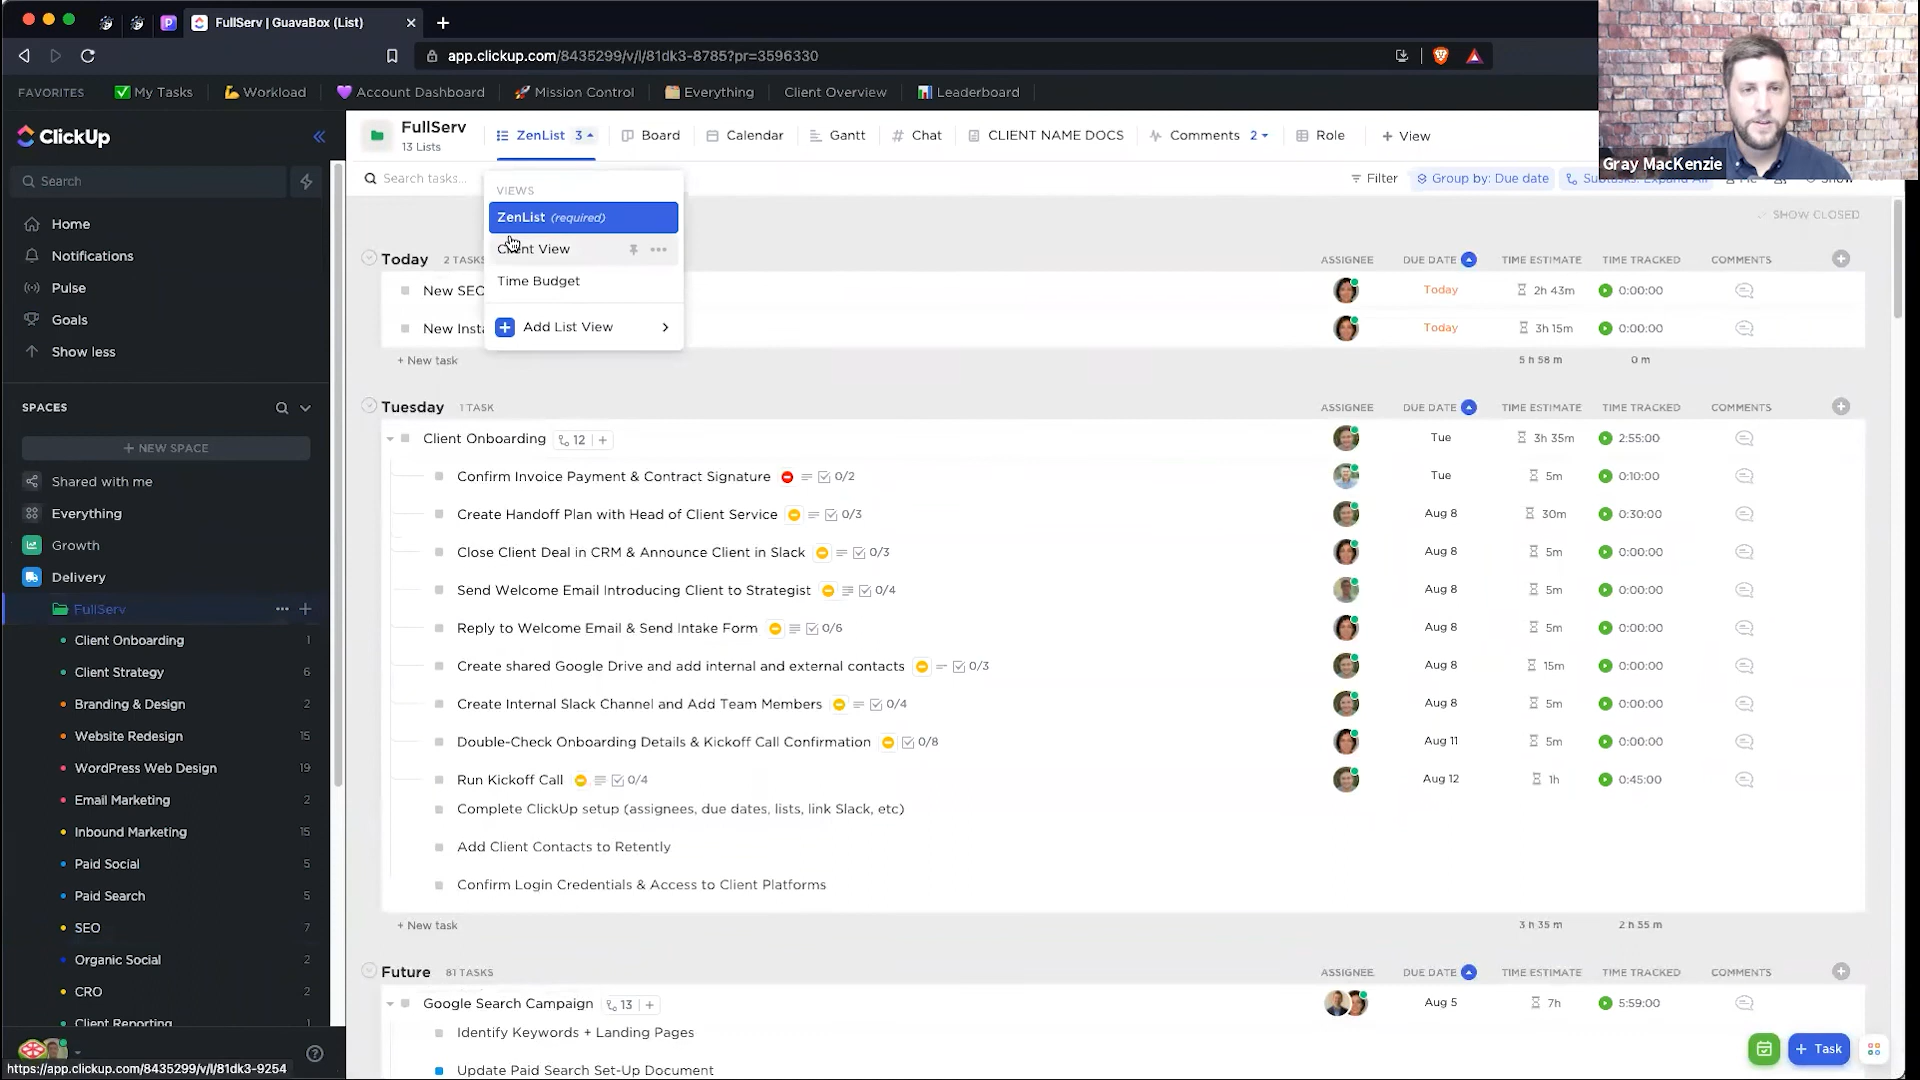 FullServ | GuavaBox (List)
app.clickup.com/8435299/v/l/81dk3-8785?pr=3596330
FAVORITES
My Tasks
Workload
Account Dashboard
Mission Control
Everything
Client Overview
Leaderboard
Gray MacKenzie
ClickUp
Search
Home
Notifications
Pulse
Goals
Show less
SPACES
+ NEW SPACE
Shared with me
Everything
Growth
Delivery
FullServ
Client Onboarding 1
Client Strategy 6
Branding & Design 2
Website Redesign 15
WordPress Web Design 19
Email Marketing 2
Inbound Marketing 15
Paid Social 5
Paid Search 5
SEO 7
Organic Social 2
CRO 2
Client Reporting 1
https://app.clickup.com/8435299/v/l/81dk3-9254
FullServ
13 Lists
ZenList 3
Board
Calendar
Gantt
Chat
CLIENT NAME DOCS
Comments 2
Role
+ View
Search tasks...
Filter
Group by: Due date
Subtasks: Expand All
Me
Show
SHOW CLOSED
VIEWS
ZenList (required)
Client View
Time Budget
Add List View
Today 2 TASKS ASSIGNEE DUE DATE TIME ESTIMATE TIME TRACKED COMMENTS
New SEO Today 2h 43m 0:00:00
New Insta Today 3h 15m 0:00:00
+ New task 5 h 58 m 0 m
Tuesday 1 TASK ASSIGNEE DUE DATE TIME ESTIMATE TIME TRACKED COMMENTS
Client Onboarding 12 + Tue 3h 35m 2:55:00
Confirm Invoice Payment & Contract Signature 0/2 Tue 5m 0:10:00
Create Handoff Plan with Head of Client Service 0/3 Aug 8 30m 0:30:00
Close Client Deal in CRM & Announce Client in Slack 0/3 Aug 8 5m 0:00:00
Send Welcome Email Introducing Client to Strategist 0/4 Aug 8 5m 0:00:00
Reply to Welcome Email & Send Intake Form 0/6 Aug 8 5m 0:00:00
Create shared Google Drive and add internal and external contacts 0/3 Aug 8 15m 0:00:00
Create Internal Slack Channel and Add Team Members 0/4 Aug 8 5m 0:00:00
Double-Check Onboarding Details & Kickoff Call Confirmation 0/8 Aug 11 5m 0:00:00
Run Kickoff Call 0/4 Aug 12 1h 0:45:00
Complete ClickUp setup (assignees, due dates, lists, link Slack, etc)
Add Client Contacts to Retently
Confirm Login Credentials & Access to Client Platforms
+ New task 3 h 35 m 2 h 55 m
Future 81 TASKS ASSIGNEE DUE DATE TIME ESTIMATE TIME TRACKED COMMENTS
Google Search Campaign 13 + Aug 5 7h 5:59:00
Identify Keywords + Landing Pages
Update Paid Search Set-Up Document
+ Task